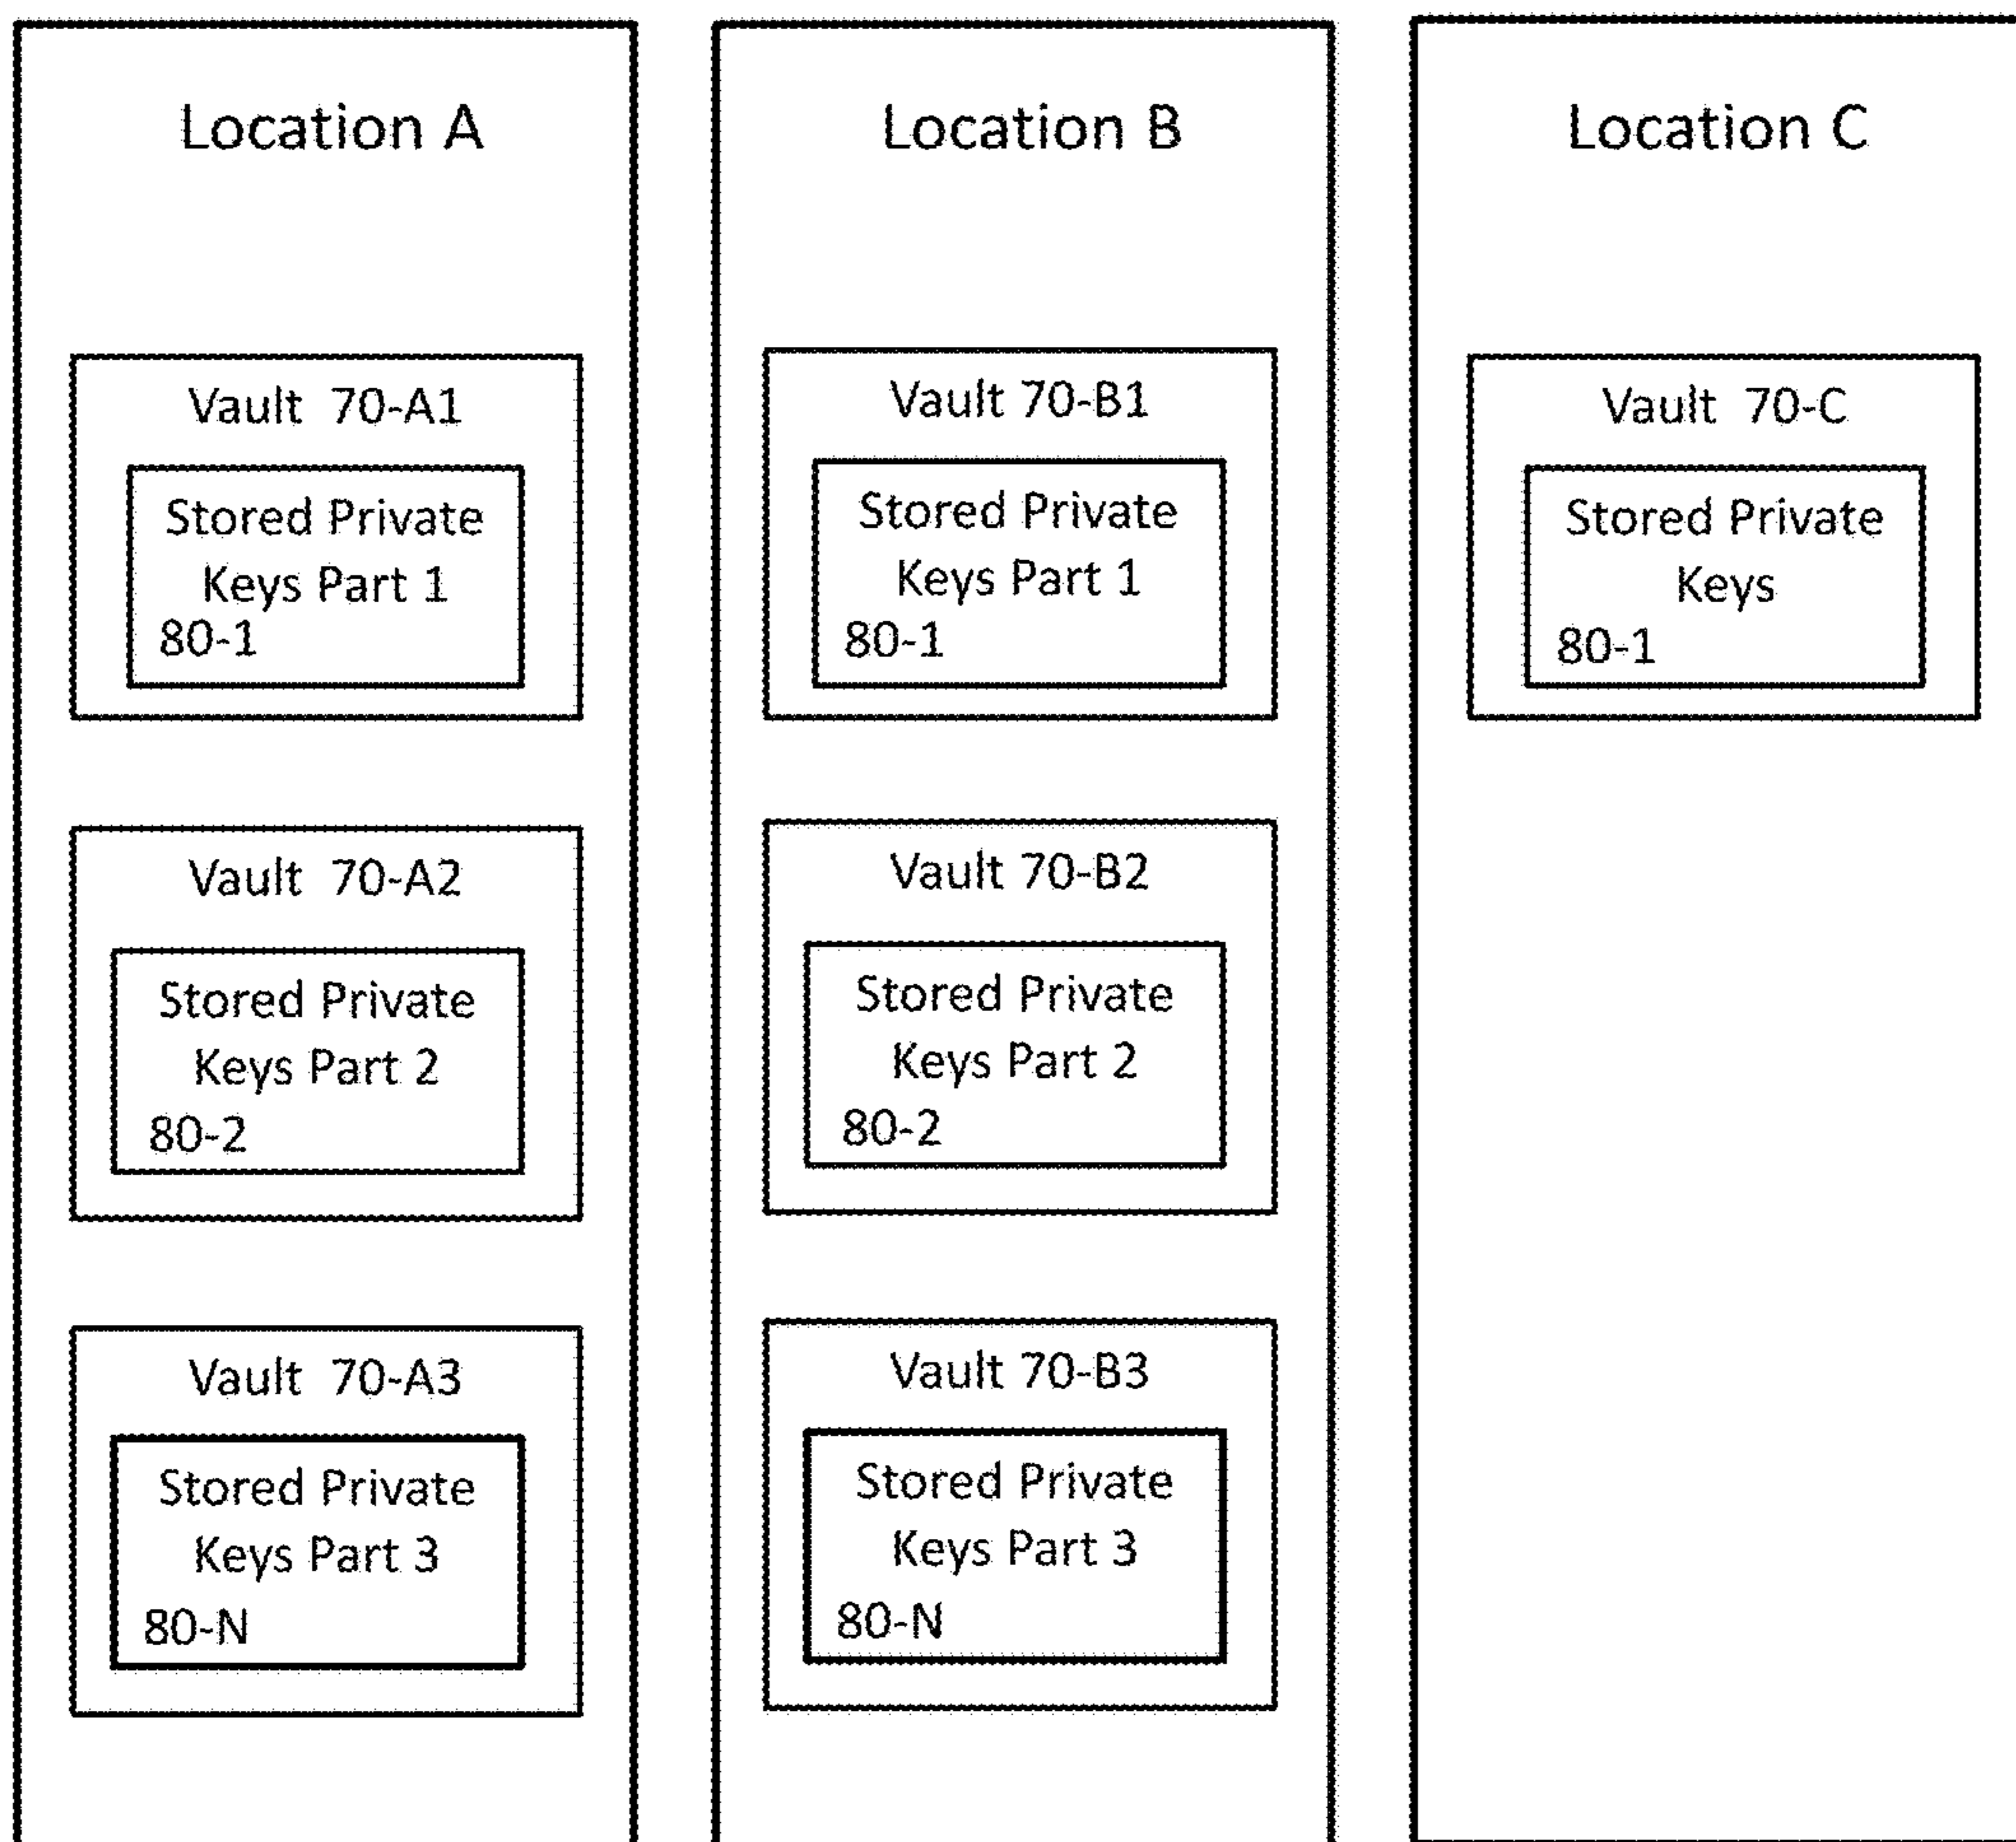 Location A
Vault 70-A1
Stored Private
Keys Part 1
80-1
Vault 70-A2
Stored Private
Keys Part 2
80-2
Vault 70-A3
Stored Private
Keys Part 3
80-N
Location B
Vault 70-B1
Stored Private
Keys Part 1
80-1
Vault 70-B2
Stored Private
Keys Part 2
80-2
Vault 70-B3
Stored Private
Keys Part 3
80-N
Location C
Vault 70-C
Stored Private
Keys
80-1